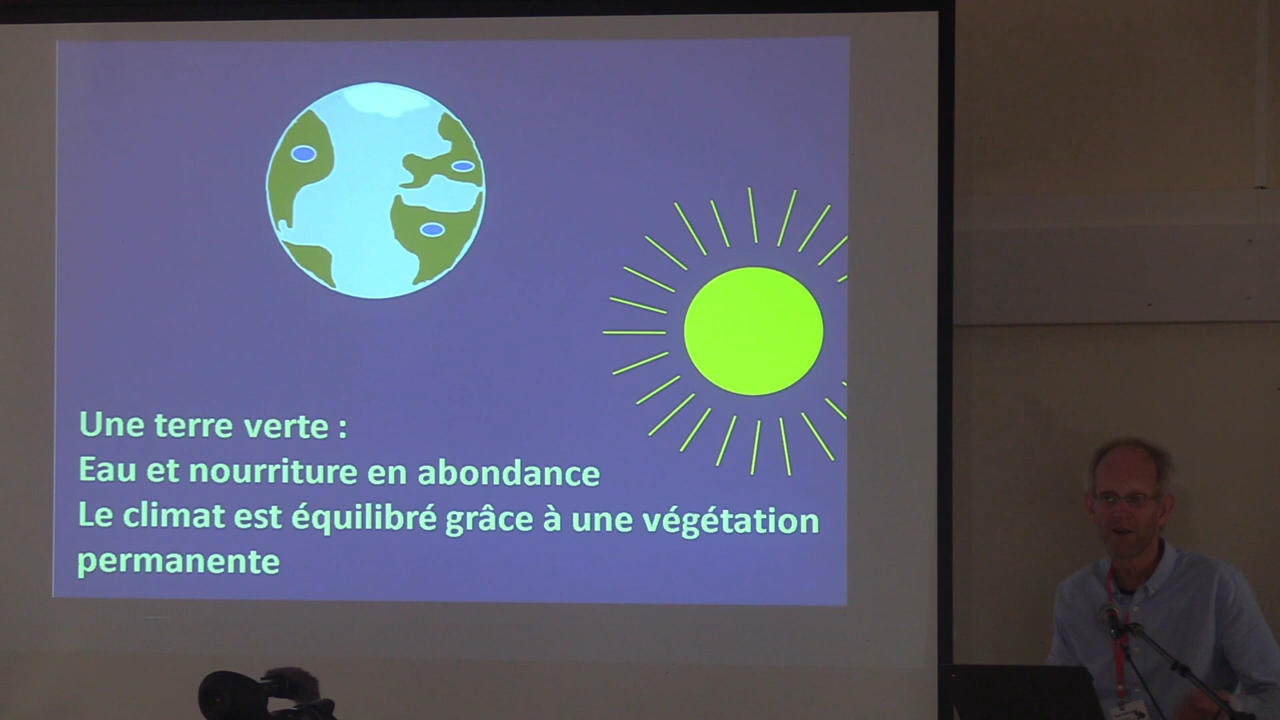 Une terre verte :
Eau et nourriture en abondance
Le climat est équilibré grâce à une végétation
permanente